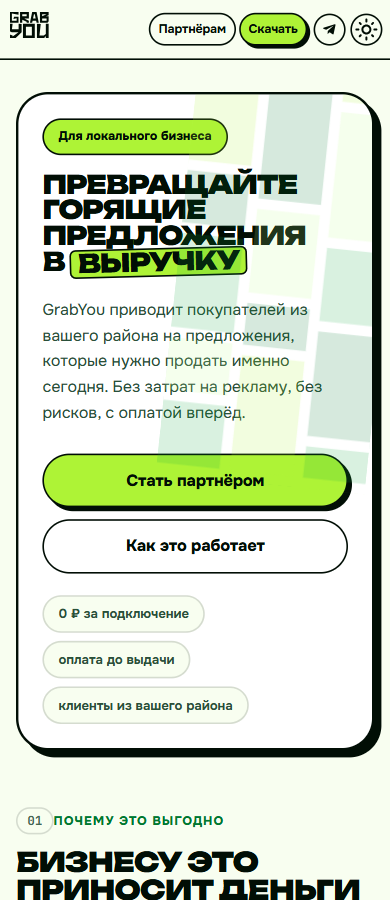 GRAB
YOU
Партнёрам
Скачать
Для локального бизнеса
ПРЕВРАЩАЙТЕ
ГОРЯЩИЕ
ПРЕДЛОЖЕНИЯ
В ВЫРУЧКУ
GrabYou приводит покупателей из
вашего района на предложения,
которые нужно продать именно
сегодня. Без затрат на рекламу, без
рисков, с оплатой вперёд.
Стать партнёром
Как это работает
0 ₽ за подключение
оплата до выдачи
клиенты из вашего района
01 ПОЧЕМУ ЭТО ВЫГОДНО
БИЗНЕСУ ЭТО
ПРИНОСИТ ДЕНЬГИ